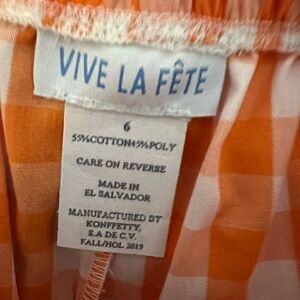 VIVE LA FÊTE
6
55%COTTON45%POLY
CARE ON REVERSE
MADE IN
EL SALVADOR
MANUFACTURED BY
KONFFETTY,
S.A DE C.V.
FALL/HOL 2019